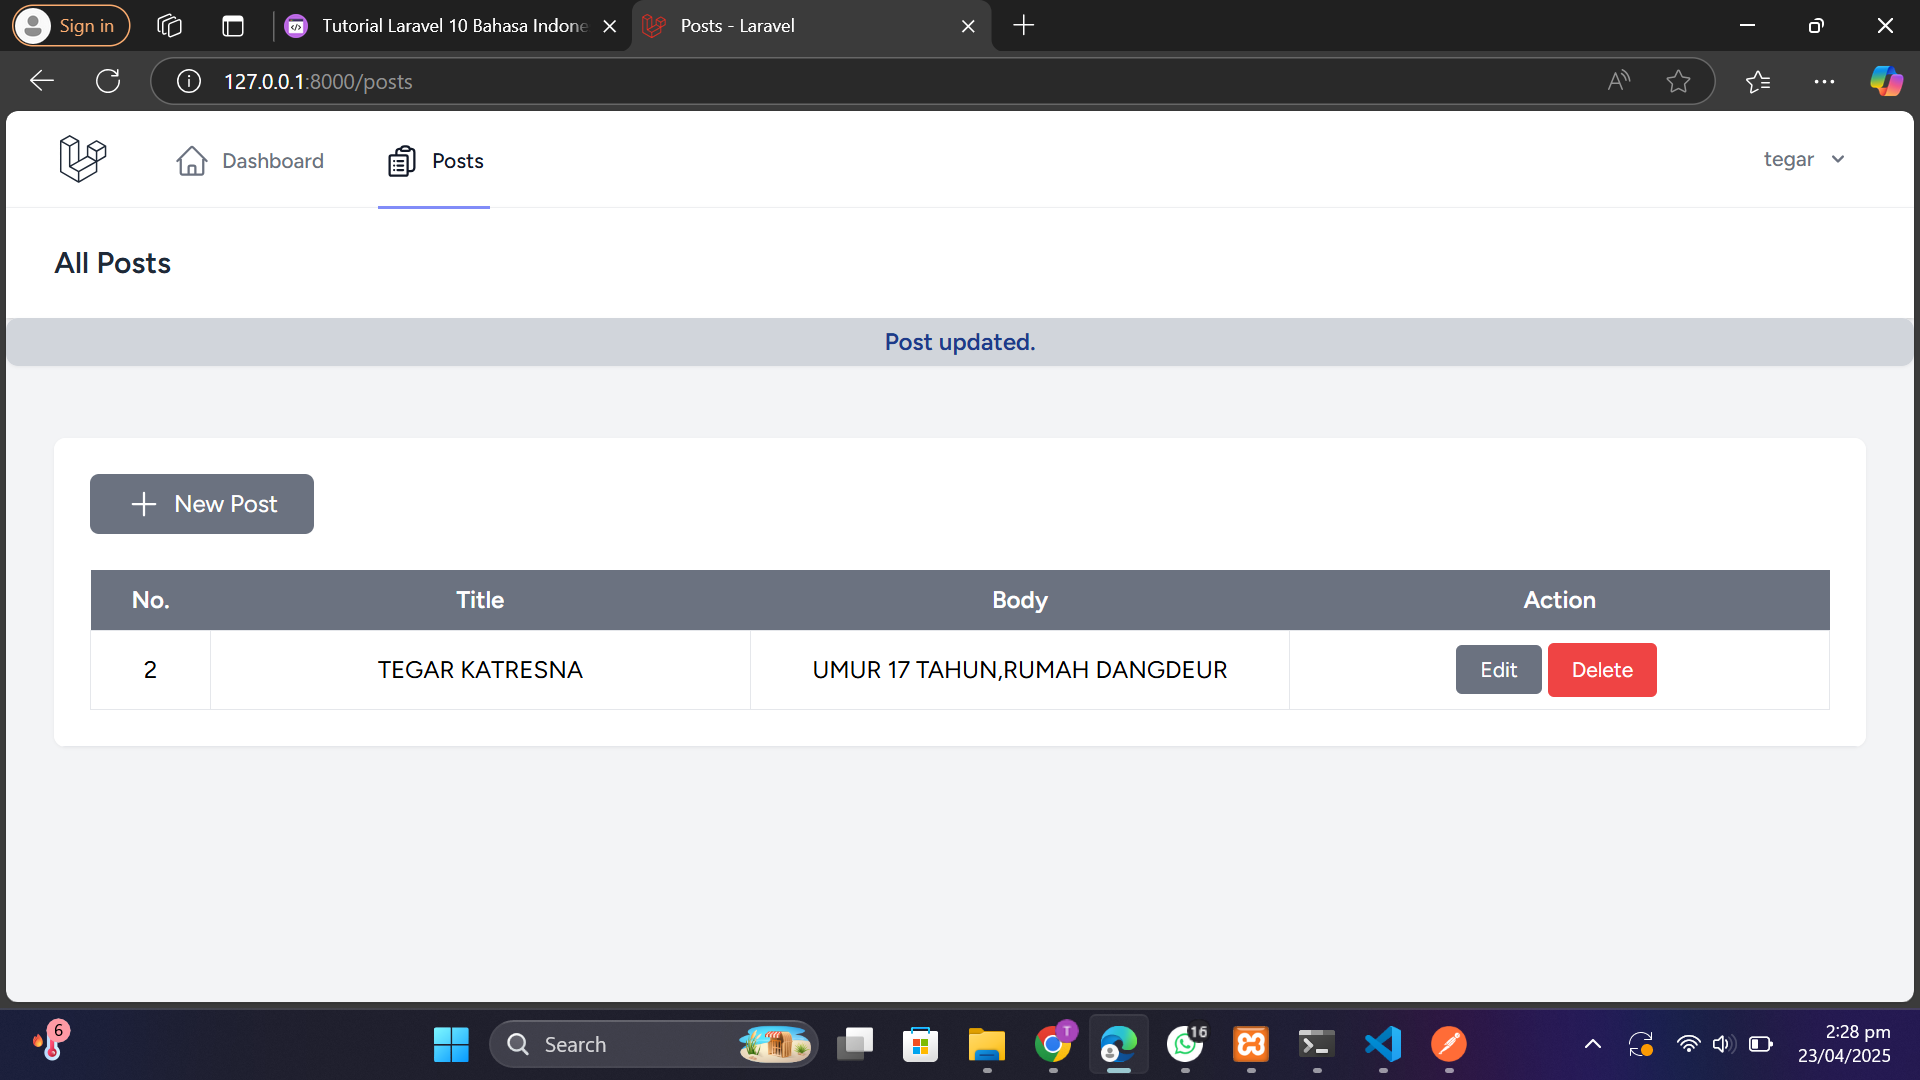 Sign in
Tutorial Laravel 10 Bahasa Indone
Posts - Laravel
127.0.0.1:8000/posts
Dashboard
Posts
tegar
All Posts
Post updated.
New Post
No. Title Body Action
2 TEGAR KATRESNA UMUR 17 TAHUN,RUMAH DANGDEUR Edit Delete
6
Search
T
16
2:28 pm
23/04/2025